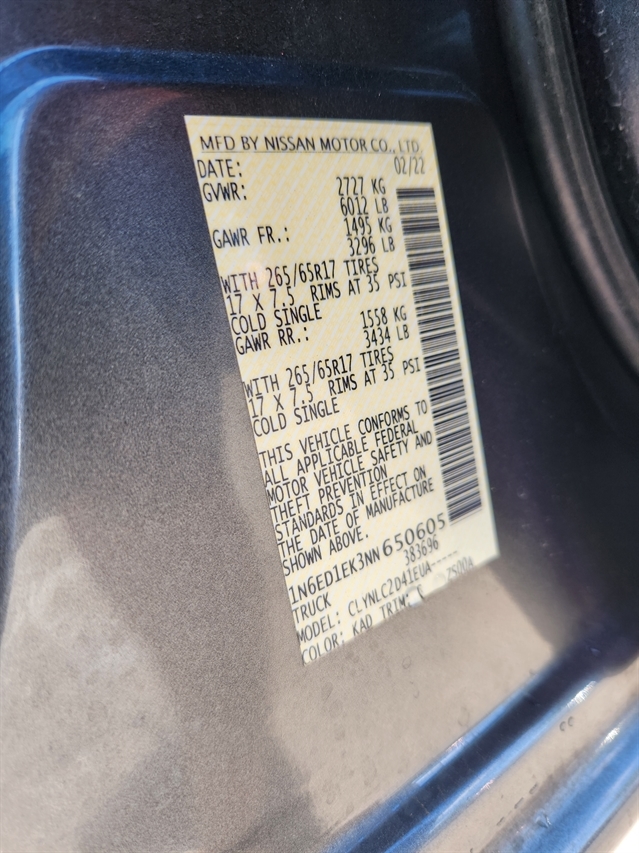 MFD BY NISSAN MOTOR CO., LTD.
DATE: 02/22
GVWR: 2727 KG
6012 LB
GAWR FR.: 1495 KG
3296 LB
WITH 265/65R17 TIRES
17 X 7.5 RIMS AT 35 PSI
COLD SINGLE
GAWR RR.: 1558 KG
3434 LB
WITH 265/65R17 TIRES
17 X 7.5 RIMS AT 35 PSI
COLD SINGLE
THIS VEHICLE CONFORMS TO
ALL APPLICABLE FEDERAL
MOTOR VEHICLE SAFETY AND
THEFT PREVENTION
STANDARDS IN EFFECT ON
THE DATE OF MANUFACTURE
SHOWN ABOVE.
1N6ED1EK3NN650605
TRUCK 383696
MODEL: CLYNLC2D41EUA-----
COLOR: KAD TRIM: